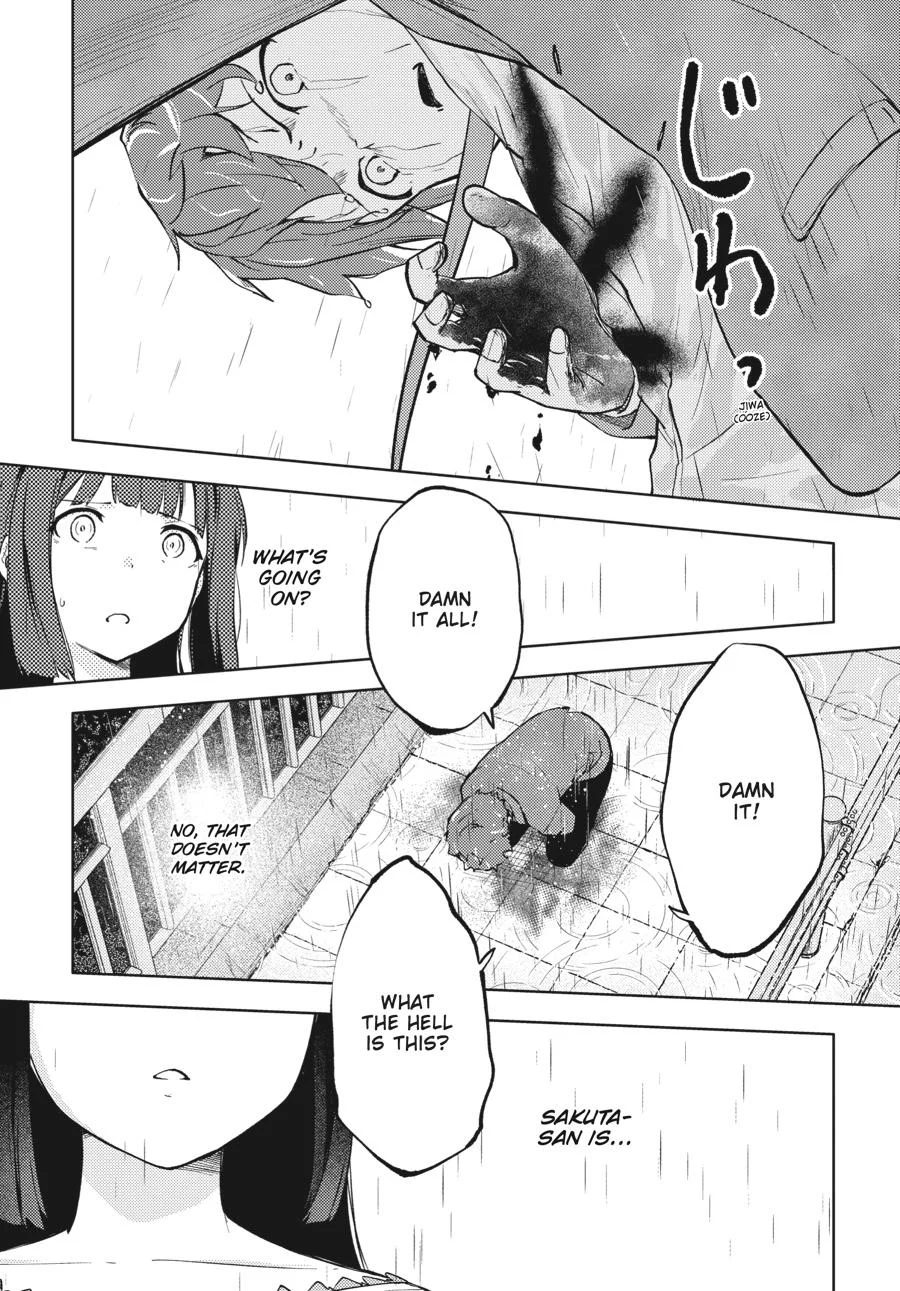 じわっ
JIWA
(OOZE)
DAMN
IT ALL!
WHAT'S
GOING
ON?
DAMN
IT!
NO, THAT
DOESN'T
MATTER.
WHAT
THE HELL
IS THIS?
SAKUTA-
SAN IS...